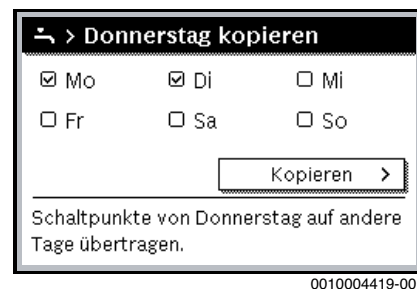 > Donnerstag kopieren
Mo Di Mi
Fr Sa So
Kopieren >
Schaltpunkte von Donnerstag auf andere
Tage übertragen.
0010004419-00